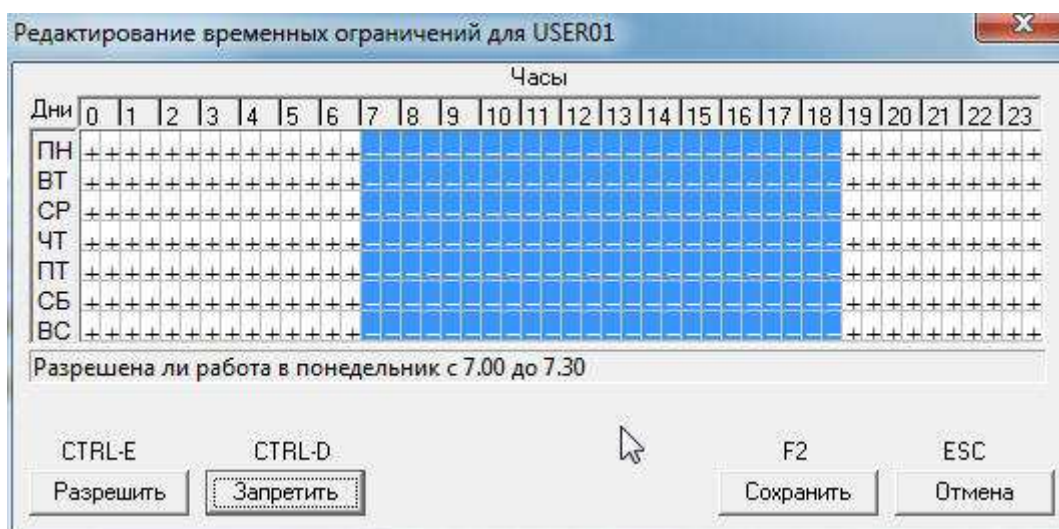 Редактирование временных ограничений для USER01
Часы
Дни 0 1 2 3 4 5 6 7 8 9 10 11 12 13 14 15 16 17 18 19 20 21 22 23
ПН ++++++++++++++------------------------++++++++++
ВТ ++++++++++++++------------------------++++++++++
СР ++++++++++++++------------------------++++++++++
ЧТ ++++++++++++++------------------------++++++++++
ПТ ++++++++++++++------------------------++++++++++
СБ ++++++++++++++------------------------++++++++++
ВС ++++++++++++++------------------------++++++++++
Разрешена ли работа в понедельник с 7.00 до 7.30
CTRL-E CTRL-D F2 ESC
Разрешить Запретить Сохранить Отмена